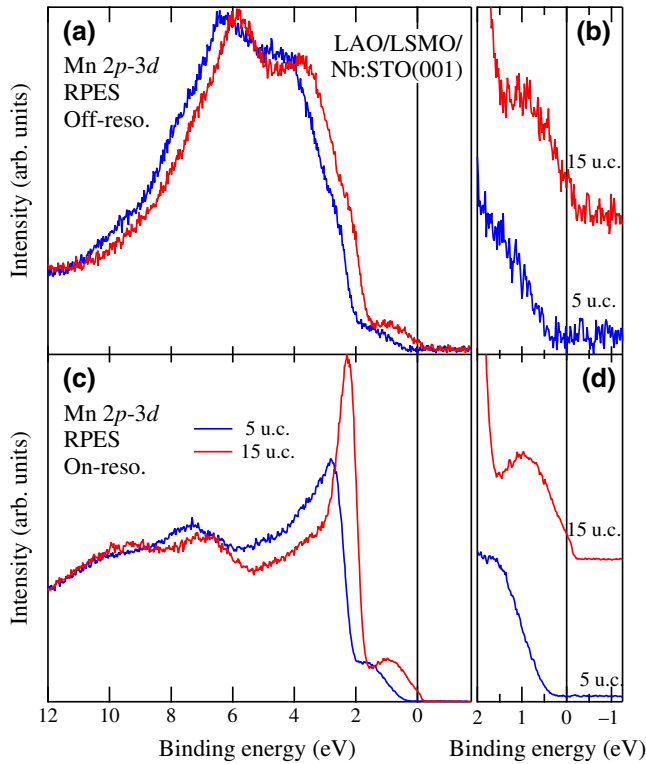 (a)
LAO/LSMO/
Nb:STO(001)
Mn 2p-3d
RPES
Off-reso.
Intensity (arb. units)
(b)
15 u.c.
5 u.c.
(c)
Mn 2p-3d
RPES
On-reso.
5 u.c.
15 u.c.
Intensity (arb. units)
12 10 8 6 4 2 0
Binding energy (eV)
(d)
15 u.c.
5 u.c.
2 1 0 −1
Binding energy (eV)